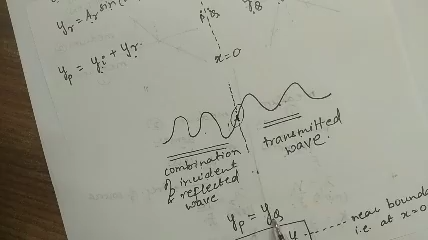 yr = Ar sin(
yp = yi + yr.
x=0
combination
of incident
& reflected
wave
transmitted
wave.
yp = yQ
near bounda
i.e. at x=0